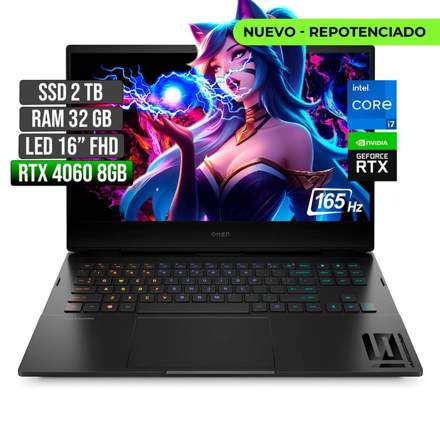 NUEVO - REPOTENCIADO
SSD 2 TB
RAM 32 GB
LED 16” FHD
RTX 4060 8GB
intel
CORE
i7
NVIDIA
GEFORCE
RTX
165 Hz
OMEN